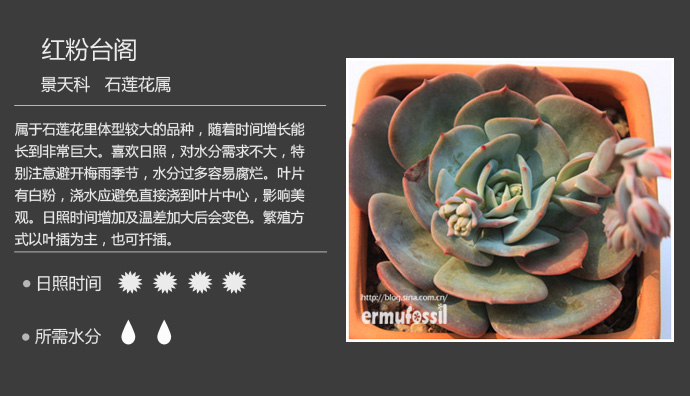 红粉台阁
景天科 石莲花属
属于石莲花里体型较大的品种，随着时间增长能
长到非常巨大。喜欢日照，对水分需求不大，特
别注意避开梅雨季节，水分过多容易腐烂。叶片
有白粉，浇水应避免直接浇到叶片中心，影响美
观。日照时间增加及温差加大后会变色。繁殖方
式以叶插为主，也可扦插。
日照时间
所需水分
http://blog.sina.com.cn/
ermufossil